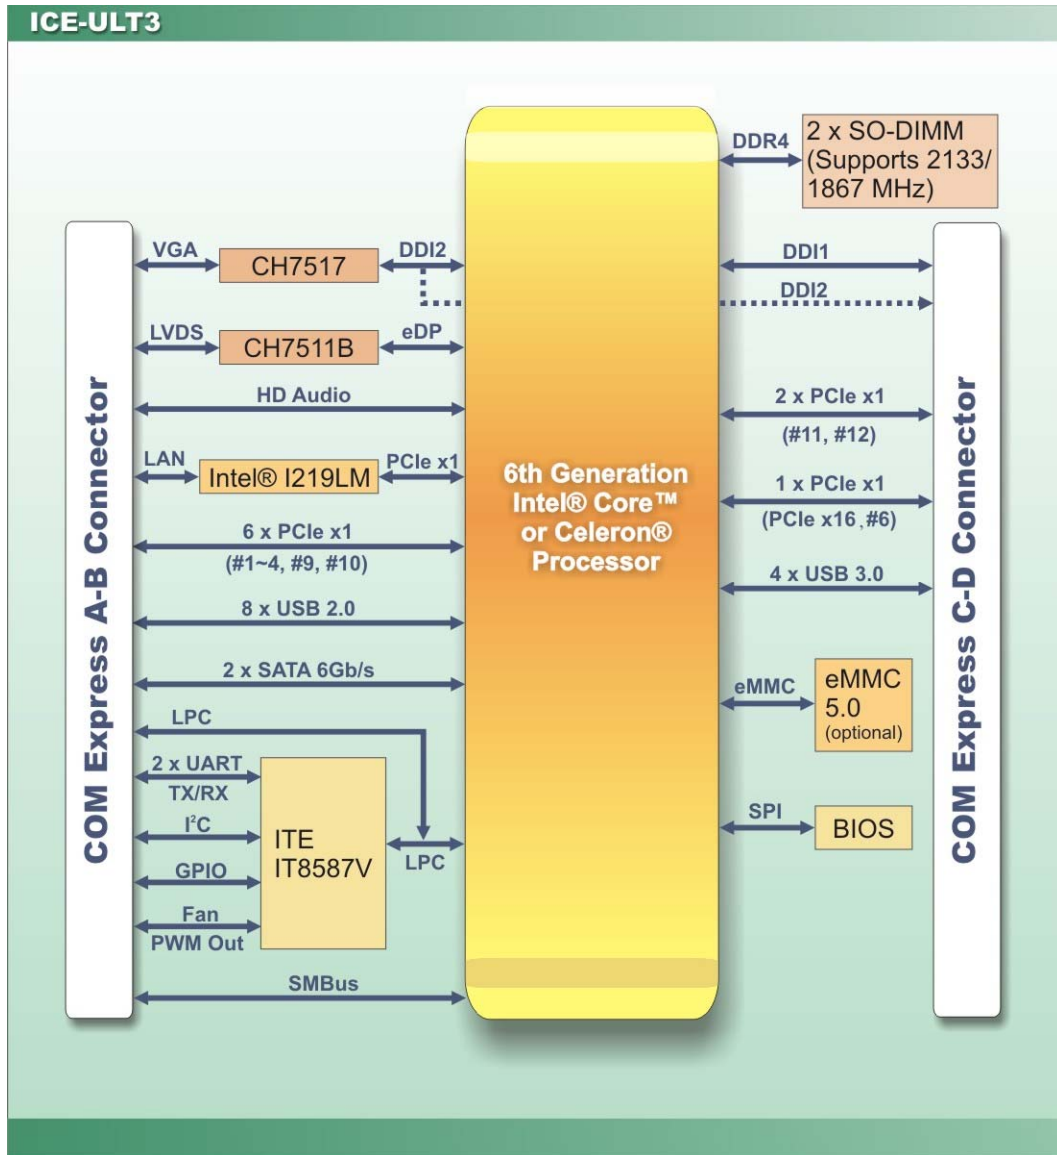 ICE-ULT3
COM Express A-B Connector
VGA
CH7517
DDI2
LVDS
CH7511B
eDP
HD Audio
LAN
Intel® I219LM
PCIe x1
6 x PCIe x1
(#1~4, #9, #10)
8 x USB 2.0
2 x SATA 6Gb/s
LPC
2 x UART
TX/RX
I²C
GPIO
Fan
PWM Out
ITE
IT8587V
LPC
SMBus
6th Generation
Intel® Core™
or Celeron®
Processor
DDR4
2 x SO-DIMM
(Supports 2133/
1867 MHz)
DDI1
DDI2
2 x PCIe x1
(#11, #12)
1 x PCIe x1
(PCIe x16, #6)
4 x USB 3.0
eMMC
eMMC
5.0
(optional)
SPI
BIOS
COM Express C-D Connector